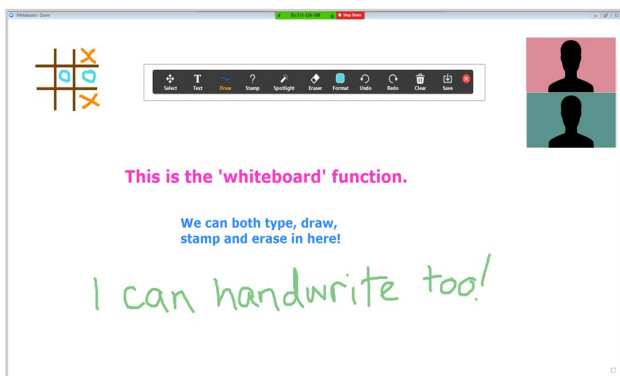 Whiteboard - Zoom
Stop Share
Select Text Draw Stamp Spotlight Eraser Format Undo Redo Clear Save
This is the 'whiteboard' function.
We can both type, draw,
stamp and erase in here!
I can handwrite too!